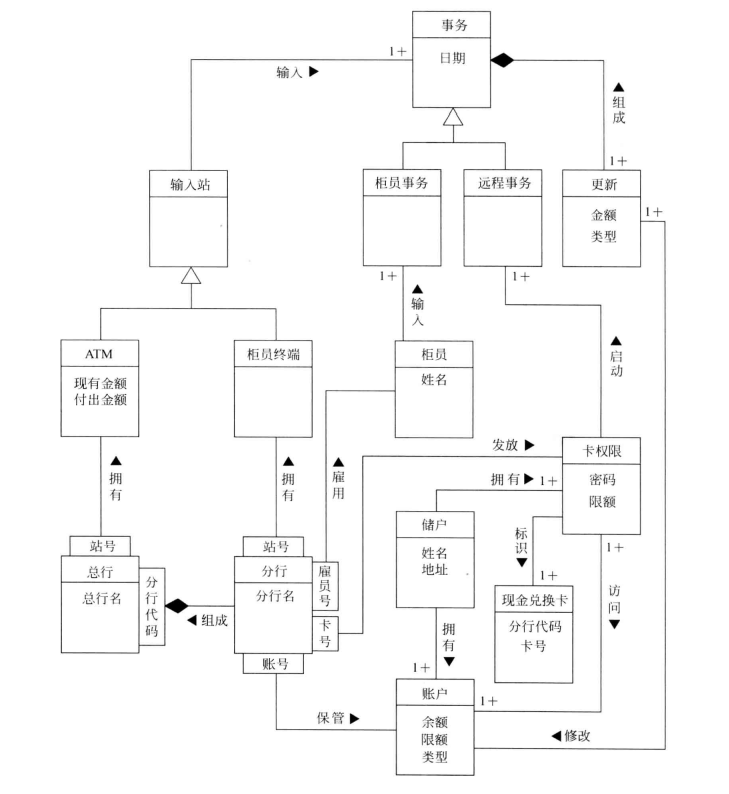 事务
日期
1+
输入 ▶
▲
组
成
1+
输入站
柜员事务
远程事务
更新
金额
类型
1+
1+
1+
▲
输
入
ATM
现有金额
付出金额
柜员终端
柜员
姓名
▲
启
动
▲
拥
有
▲
拥
有
▲
雇
用
发放 ▶
拥有 ▶ 1+
卡权限
密码
限额
储户
姓名
地址
标
识
▼
1+
1+
访
问
▼
现金兑换卡
分行代码
卡号
站号
总行
总行名
分
行
代
码
◀ 组成
站号
分行
分行名
雇
员
号
卡
号
账号
拥
有
▼
1+
1+
保管 ▶
账户
余额
限额
类型
◀修改